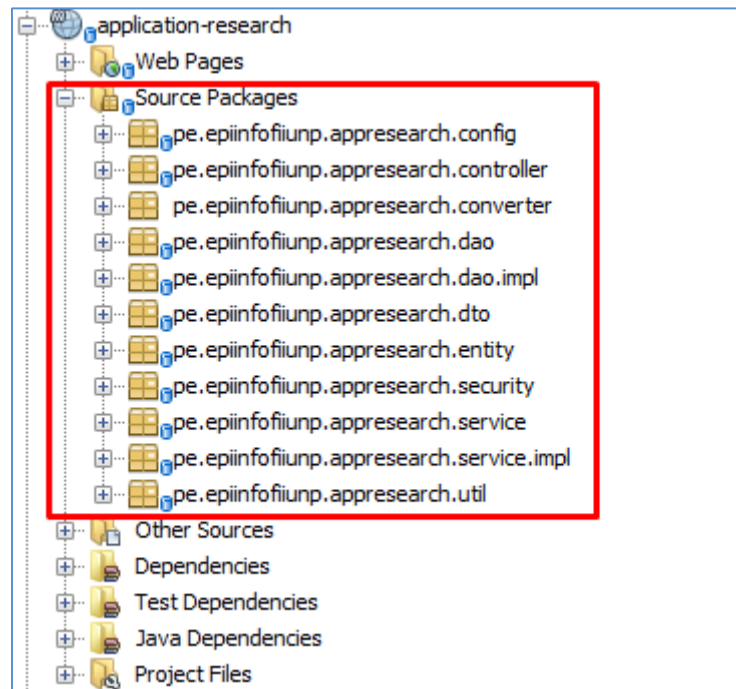 application-research
Web Pages
Source Packages
pe.epiinfofiiunp.appresearch.config
pe.epiinfofiiunp.appresearch.controller
pe.epiinfofiiunp.appresearch.converter
pe.epiinfofiiunp.appresearch.dao
pe.epiinfofiiunp.appresearch.dao.impl
pe.epiinfofiiunp.appresearch.dto
pe.epiinfofiiunp.appresearch.entity
pe.epiinfofiiunp.appresearch.security
pe.epiinfofiiunp.appresearch.service
pe.epiinfofiiunp.appresearch.service.impl
pe.epiinfofiiunp.appresearch.util
Other Sources
Dependencies
Test Dependencies
Java Dependencies
Project Files